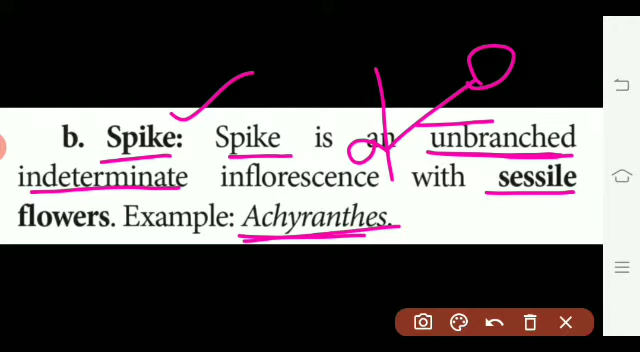 b. Spike: Spike is an unbranched
indeterminate inflorescence with sessile
flowers. Example: Achyranthes.